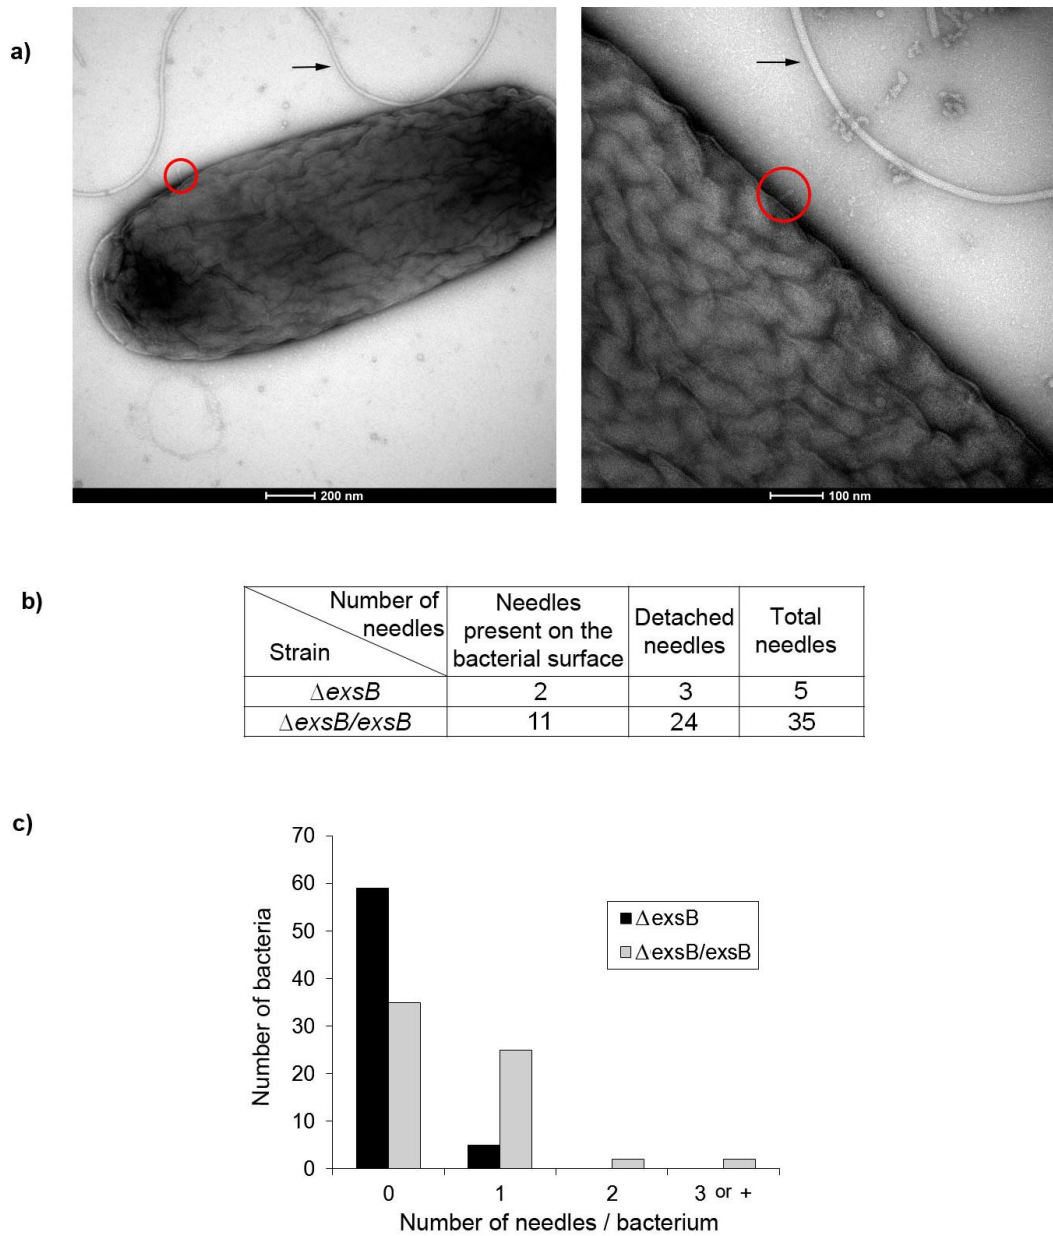 a)
200 nm
100 nm
b)
Number of
needles
Strain
Needles
present on the
bacterial surface
Detached
needles
Total
needles
ΔexsB
2
3
5
ΔexsB/exsB
11
24
35
c)
70
60
50
40
30
20
10
0
Number of bacteria
ΔexsB
ΔexsB/exsB
0
1
2
3 or +
Number of needles / bacterium